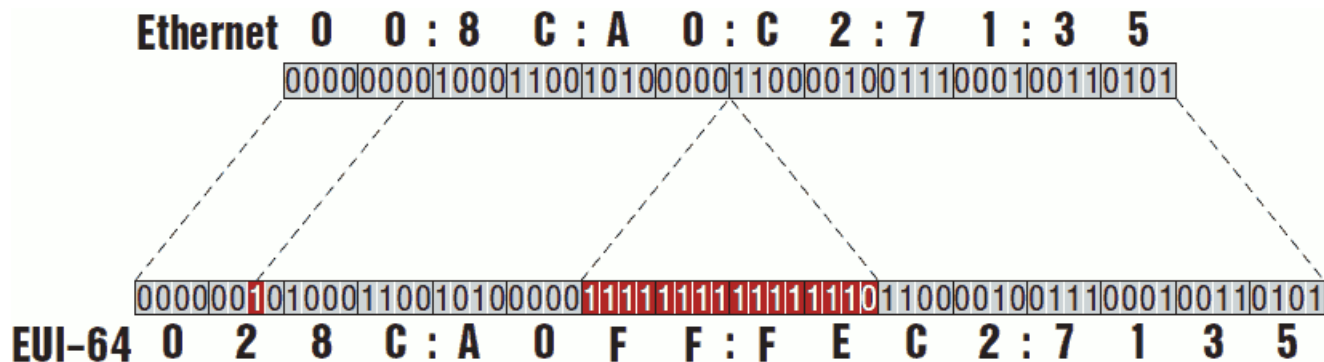 Ethernet 0 0 : 8 C : A 0 : C 2 : 7 1 : 3 5
000000001000110010100000110000100111000100110101
0000001010001100101000001111111111111110110000100111000100110101
EUI-64 0 2 8 C : A 0 F F : F E C 2 : 7 1 3 5